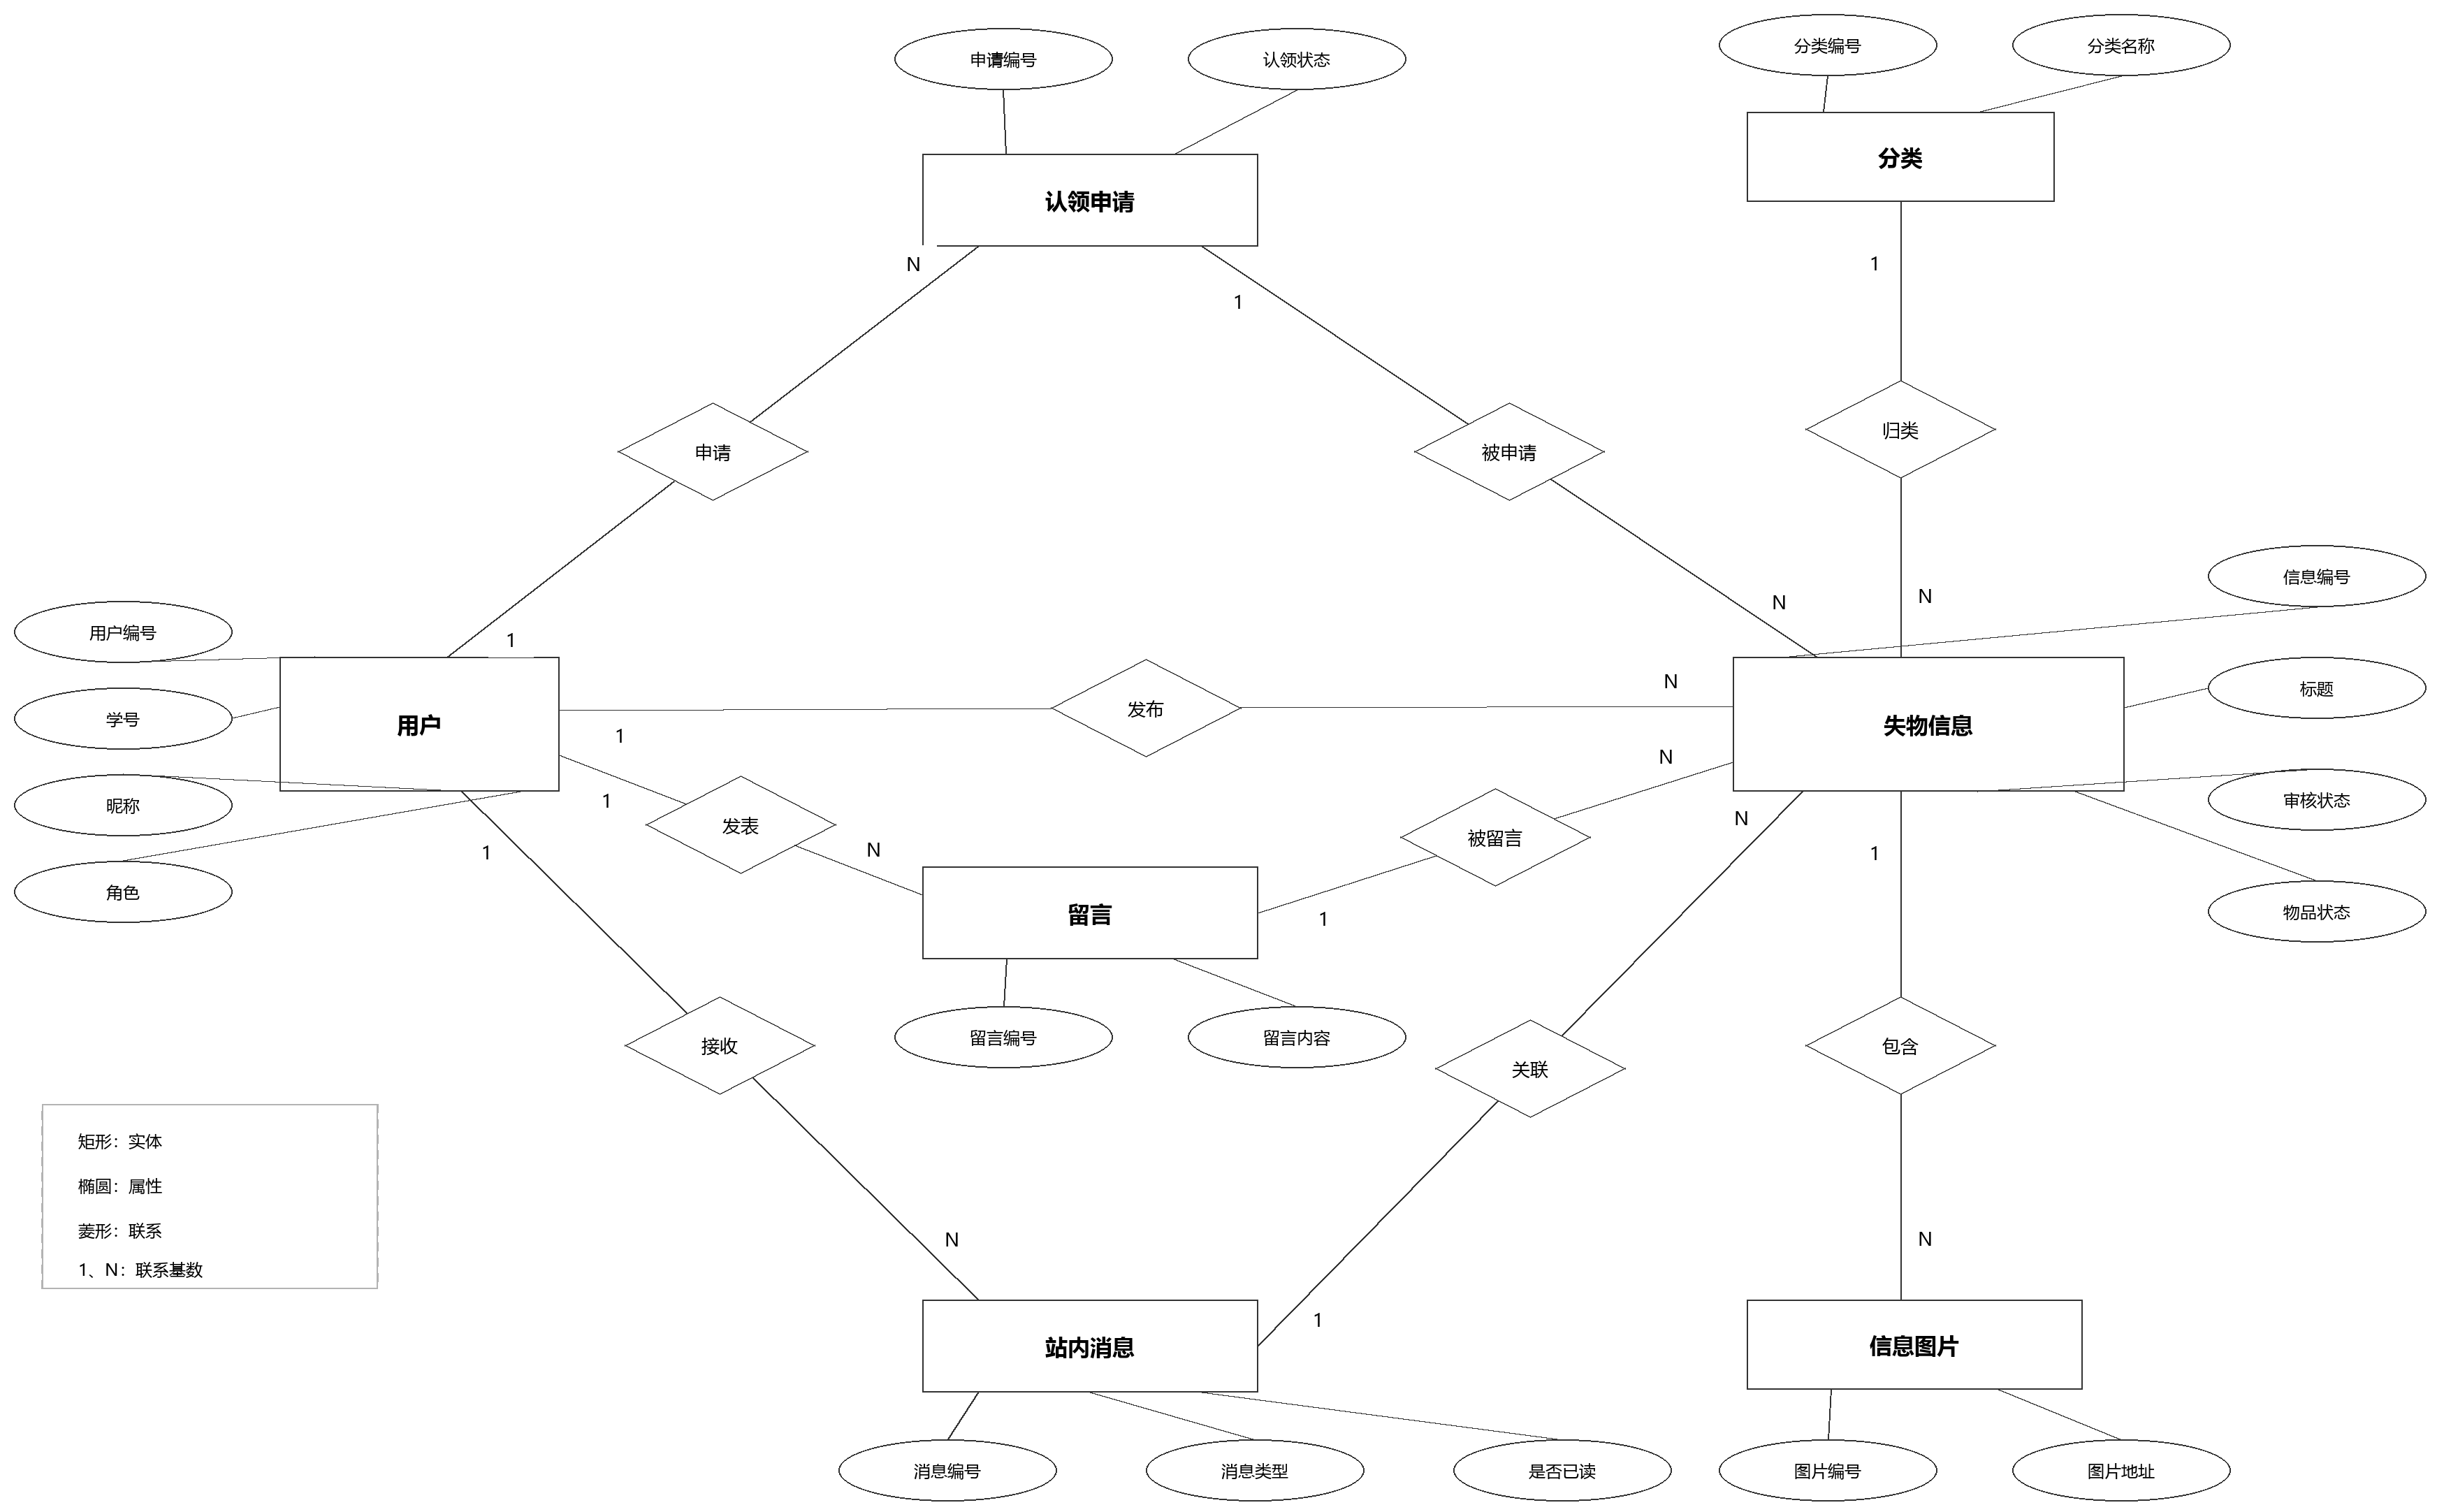 申请编号
认领状态
分类编号
分类名称
认领申请
分类
N
1
1
申请
被申请
归类
1
N
N
用户编号
学号
昵称
角色
用户
信息编号
标题
审核状态
物品状态
失物信息
1
发布
N
1
发表
N
N
被留言
1
留言
留言编号
留言内容
1
接收
N
N
关联
1
1
包含
N
站内消息
信息图片
消息编号
消息类型
是否已读
图片编号
图片地址
矩形：实体
椭圆：属性
菱形：联系
1、N：联系基数